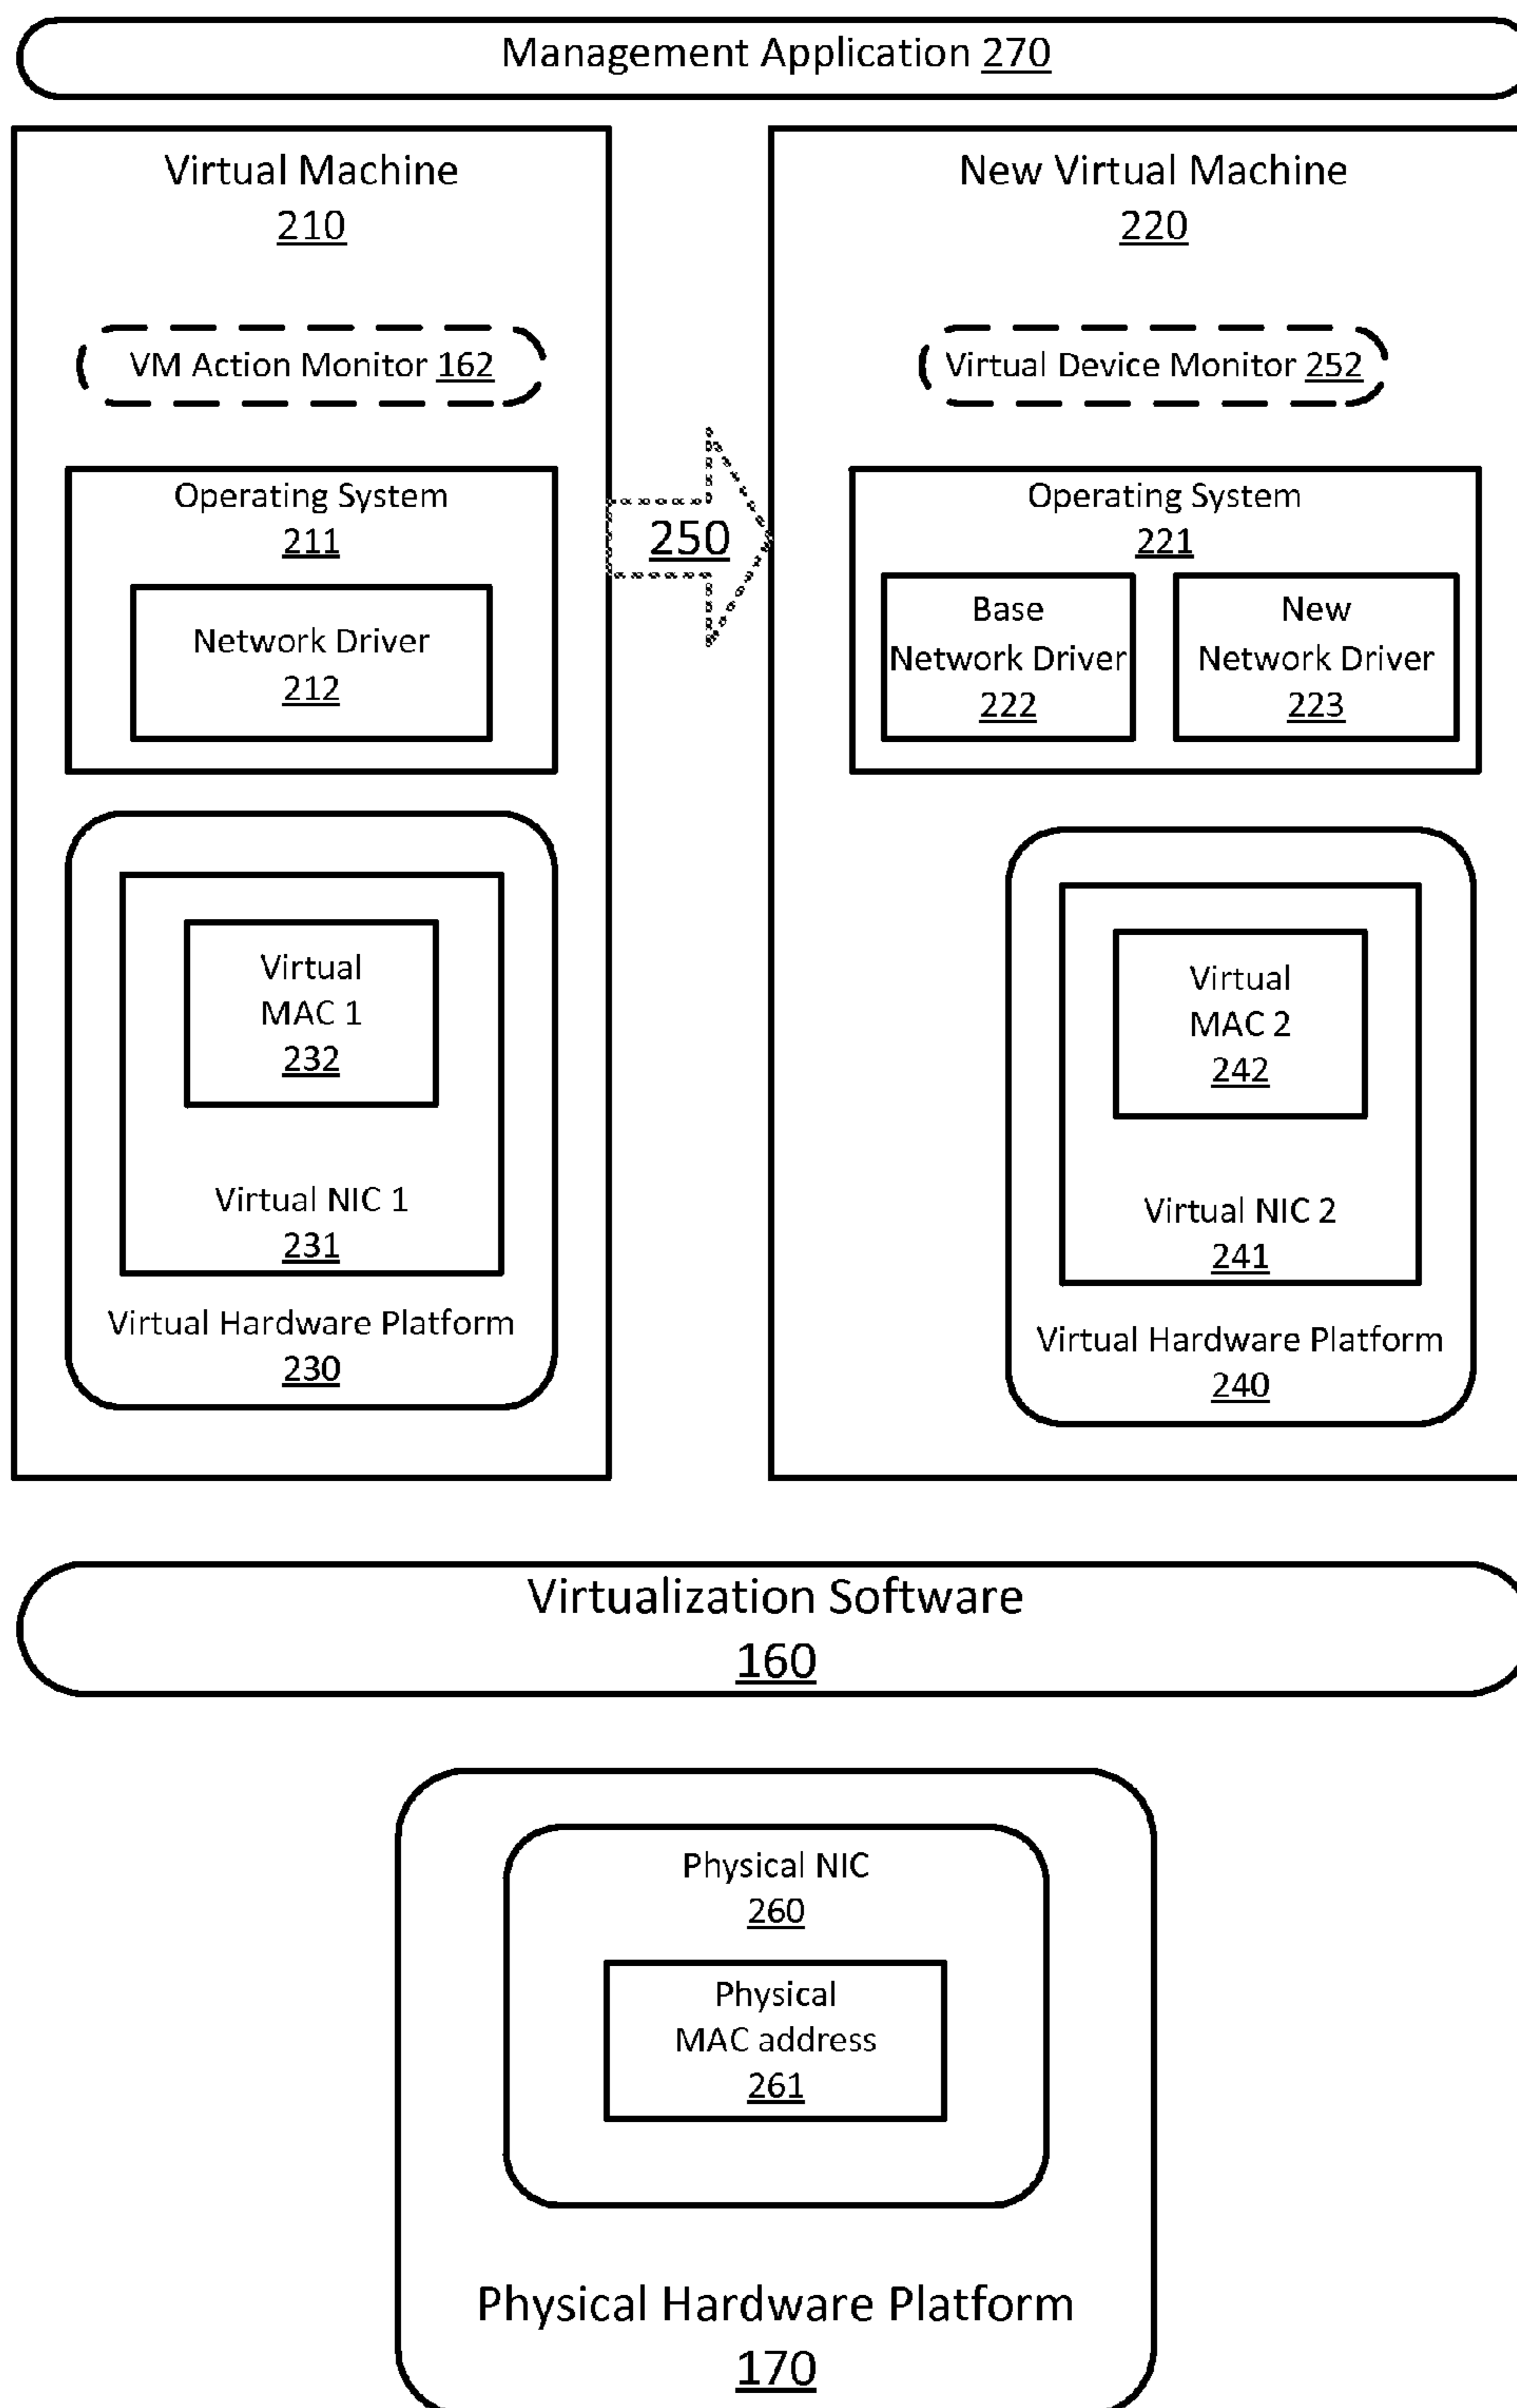 Management Application 270
Virtual Machine
210
VM Action Monitor 162
Operating System
211
Network Driver
212
Virtual
MAC 1
232
Virtual NIC 1
231
Virtual Hardware Platform
230
250
New Virtual Machine
220
Virtual Device Monitor 252
Operating System
221
Base
Network Driver
222
New
Network Driver
223
Virtual
MAC 2
242
Virtual NIC 2
241
Virtual Hardware Platform
240
Virtualization Software
160
Physical NIC
260
Physical
MAC address
261
Physical Hardware Platform
170